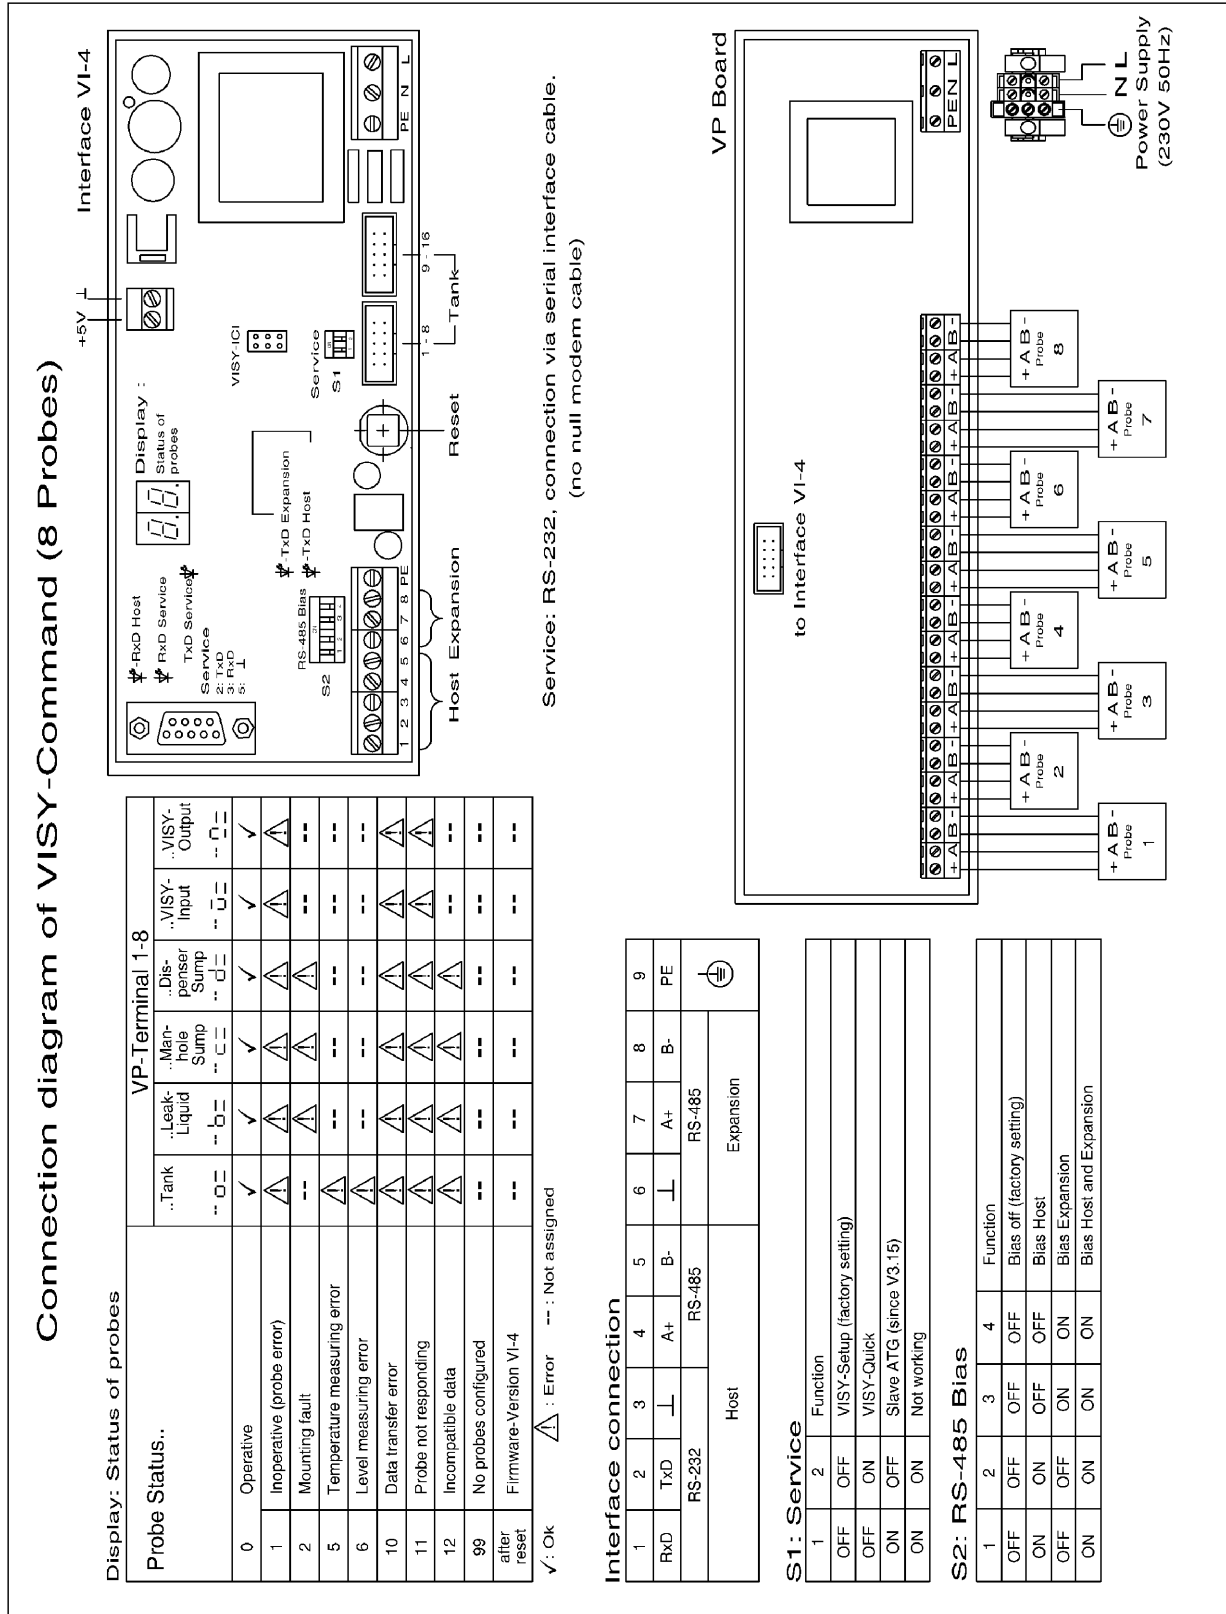 Connection diagram of VISY-Command (8 Probes)
Display: Status of probes
Probe Status..
VP-Terminal 1-8
..Tank ..Leak-Liquid ..Man-hole Sump ..Dis-penser Sump ..VISY-Input ..VISY-Output
0 Operative ✓ ✓ ✓ ✓ ✓ ✓
1 Inoperative (probe error) ⚠ ⚠ ⚠ ⚠ ⚠ ⚠
2 Mounting fault -- ⚠ ⚠ ⚠ -- --
5 Temperature measuring error ⚠ -- -- -- -- --
6 Level measuring error ⚠ -- -- -- -- --
10 Data transfer error ⚠ ⚠ ⚠ ⚠ ⚠ ⚠
11 Probe not responding ⚠ ⚠ ⚠ ⚠ ⚠ ⚠
12 Incompatible data ⚠ ⚠ ⚠ ⚠ -- --
99 No probes configured -- -- -- -- -- --
after reset Firmware-Version VI-4 -- -- -- -- -- --
✓: Ok ⚠ : Error -- : Not assigned
Interface VI-4
+5V ⊥
-RxD Host
RxD Service
TxD Service
Service
2: TxD
3: RxD
5: ⊥
8.8.
Display :
Status of
probes
VISY-ICI
-TxD Expansion
-TxD Host
RS-485 Bias
S2
ON
1 2 3 4
Service
S1
ON
1 2
1 2 3 4 5 6 7 8 PE
Host Expansion
Reset
1 - 8 9 - 16
Tank
PE N L
Service: RS-232, connection via serial interface cable.
(no null modem cable)
Interface connection
1 2 3 4 5 6 7 8 9
RxD TxD ⊥ A+ B- ⊥ A+ B- PE
RS-232 RS-485 RS-485
Host Expansion
S1: Service
1 2 Function
OFF OFF VISY-Setup (factory setting)
OFF ON VISY-Quick
ON OFF Slave ATG (since V3.15)
ON ON Not working
S2: RS-485 Bias
1 2 3 4 Function
OFF OFF OFF OFF Bias off (factory setting)
ON ON OFF OFF Bias Host
OFF OFF ON ON Bias Expansion
ON ON ON ON Bias Host and Expansion
VP Board
to Interface VI-4
PE N L
+ A B - + A B - + A B - + A B - + A B - + A B - + A B - + A B -
+ A B -
Probe
1
+ A B -
Probe
2
+ A B -
Probe
3
+ A B -
Probe
4
+ A B -
Probe
5
+ A B -
Probe
6
+ A B -
Probe
7
+ A B -
Probe
8
N L
Power Supply
(230V 50Hz)